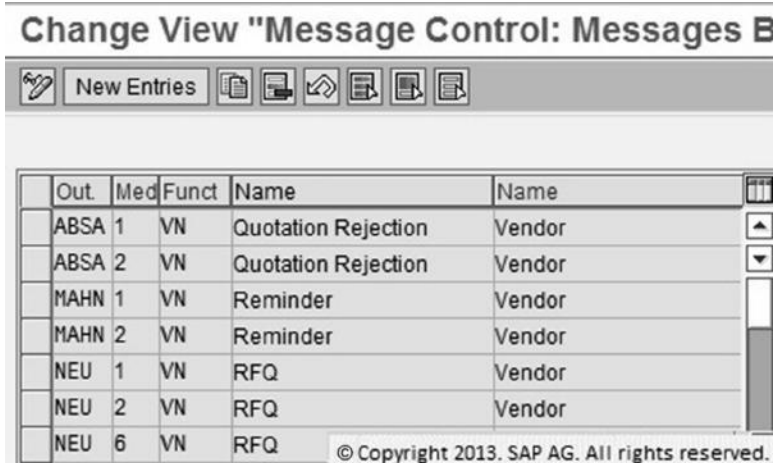 Change View "Message Control: Messages B
New Entries
Out. Med Funct Name Name
ABSA 1 VN Quotation Rejection Vendor
ABSA 2 VN Quotation Rejection Vendor
MAHN 1 VN Reminder Vendor
MAHN 2 VN Reminder Vendor
NEU 1 VN RFQ Vendor
NEU 2 VN RFQ Vendor
NEU 6 VN RFQ
© Copyright 2013. SAP AG. All rights reserved.